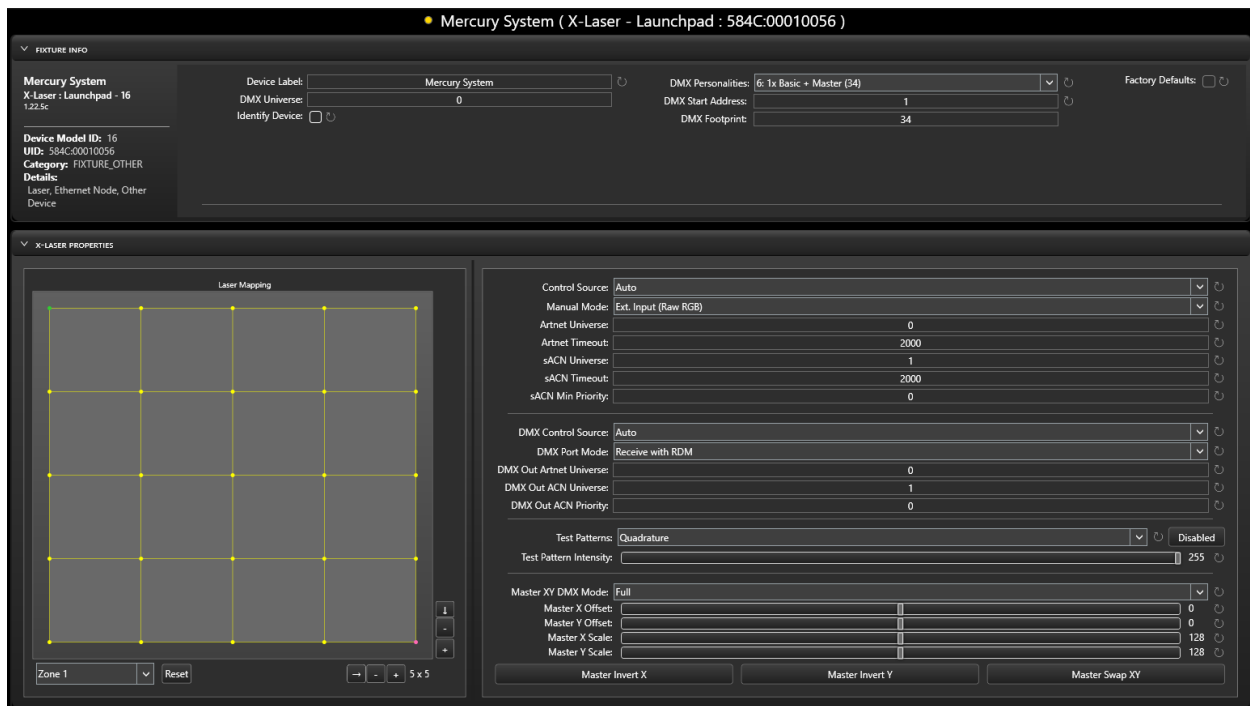 Mercury System ( X-Laser - Launchpad : 584C:00010056 )
FIXTURE INFO
Mercury System
X-Laser : Launchpad - 16
1.22.5c
Device Model ID: 16
UID: 584C:00010056
Category: FIXTURE_OTHER
Details:
Laser, Ethernet Node, Other
Device
Device Label: Mercury System
DMX Universe: 0
Identify Device:
DMX Personalities: 6: 1x Basic + Master (34)
DMX Start Address: 1
DMX Footprint: 34
Factory Defaults:
X-LASER PROPERTIES
Laser Mapping
Zone 1 Reset → - + 5 x 5
↓
-
+
Control Source: Auto
Manual Mode: Ext. Input (Raw RGB)
Artnet Universe: 0
Artnet Timeout: 2000
sACN Universe: 1
sACN Timeout: 2000
sACN Min Priority: 0
DMX Control Source: Auto
DMX Port Mode: Receive with RDM
DMX Out Artnet Universe: 0
DMX Out ACN Universe: 1
DMX Out ACN Priority: 0
Test Patterns: Quadrature Disabled
Test Pattern Intensity: 255
Master XY DMX Mode: Full
Master X Offset: 0
Master Y Offset: 0
Master X Scale: 128
Master Y Scale: 128
Master Invert X Master Invert Y Master Swap XY